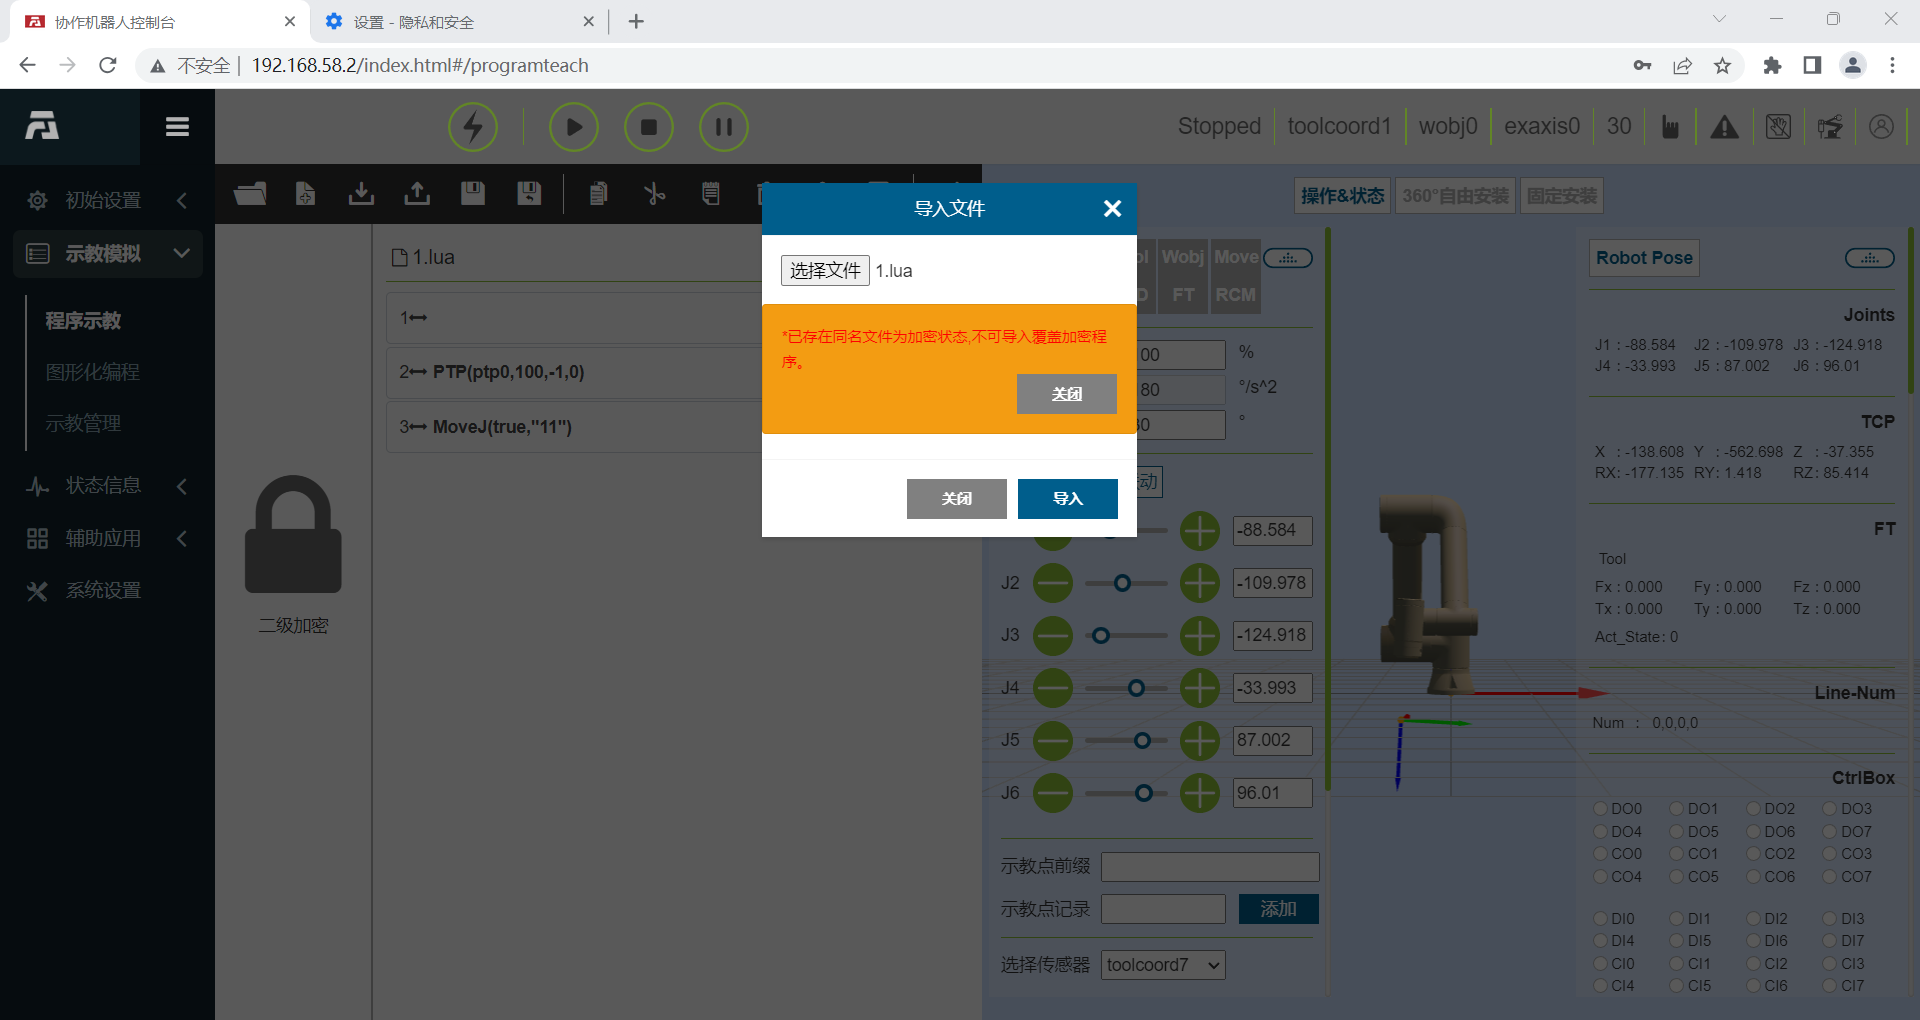 协作机器人控制台
设置 - 隐私和安全
不安全
192.168.58.2/index.html#/programteach
Stopped
toolcoord1
wobj0
exaxis0
30
初始设置
示教模拟
程序示教
图形化编程
示教管理
状态信息
辅助应用
系统设置
二级加密
1.lua
1
2 PTP(ptp0,100,-1,0)
3 MoveJ(true,"11")
导入文件
选择文件 1.lua
*已存在同名文件为加密状态,不可导入覆盖加密程
序。
关闭
关闭
导入
操作&状态
360°自由安装
固定安装
Wobj
Move
FT
RCM
%
°/s^2
°
动
-88.584
J2 -109.978
J3 -124.918
J4 -33.993
J5 87.002
J6 96.01
示教点前缀
示教点记录
添加
选择传感器 toolcoord7
Robot Pose
Joints
J1 : -88.584 J2 : -109.978 J3 : -124.918
J4 : -33.993 J5 : 87.002 J6 : 96.01
TCP
X : -138.608 Y : -562.698 Z : -37.355
RX: -177.135 RY: 1.418 RZ: 85.414
FT
Tool
Fx : 0.000 Fy : 0.000 Fz : 0.000
Tx : 0.000 Ty : 0.000 Tz : 0.000
Act_State: 0
Line-Num
Num : 0,0,0,0
CtrlBox
DO0 DO1 DO2 DO3
DO4 DO5 DO6 DO7
CO0 CO1 CO2 CO3
CO4 CO5 CO6 CO7
DI0 DI1 DI2 DI3
DI4 DI5 DI6 DI7
CI0 CI1 CI2 CI3
CI4 CI5 CI6 CI7